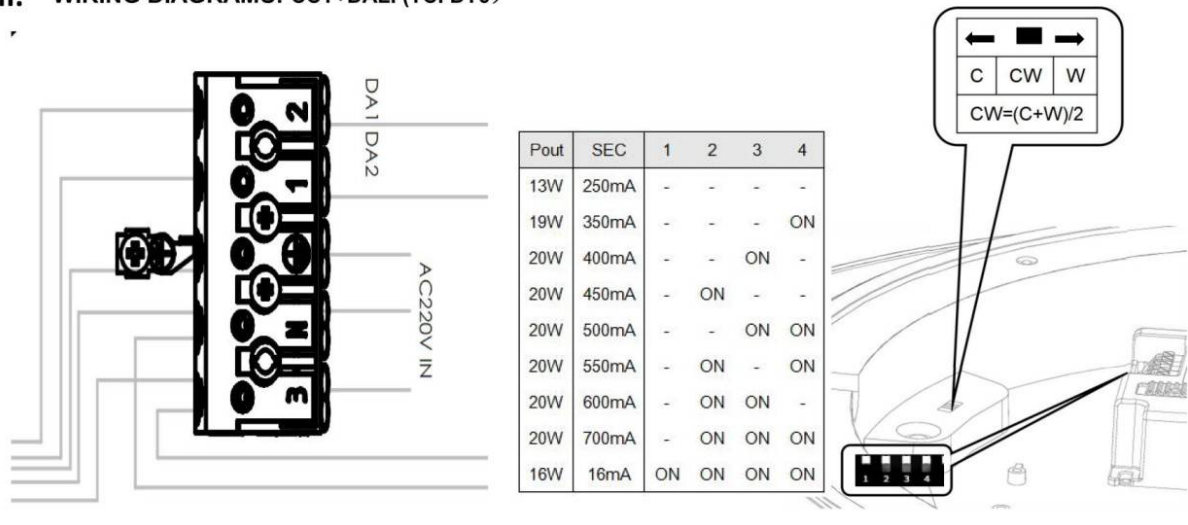 DA1 DA2
AC220V IN
2
1
N
3
Pout SEC 1 2 3 4
13W 250mA - - - -
19W 350mA - - - ON
20W 400mA - - ON -
20W 450mA - ON - -
20W 500mA - - ON ON
20W 550mA - ON - ON
20W 600mA - ON ON -
20W 700mA - ON ON ON
16W 16mA ON ON ON ON
C CW W
CW=(C+W)/2
1 2 3 4